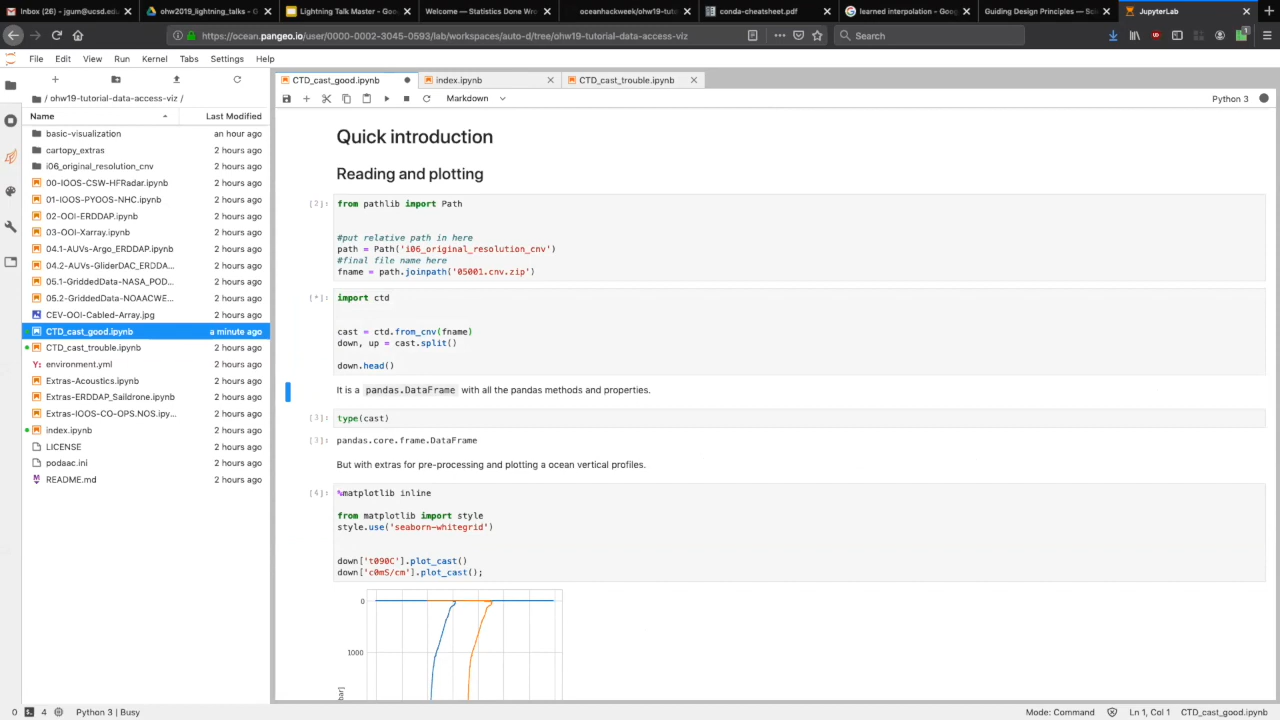 Inbox (26) - jgum@ucsd.ed
ohw2019_lightning_talks - G
Lightning Talk Master - Goo
Welcome — Statistics Done Wro
oceanhackweek/ohw19-tutori
conda-cheatsheet.pdf
learned interpolation - Goog
Guiding Design Principles — Sci
JupyterLab
https://ocean.pangeo.io/user/0000-0002-3045-0593/lab/workspaces/auto-d/tree/ohw19-tutorial-data-access-viz
Search
File Edit View Run Kernel Tabs Settings Help
CTD_cast_good.ipynb
index.ipynb
CTD_cast_trouble.ipynb
/ ohw19-tutorial-data-access-viz /
Markdown
Python 3
Name Last Modified
basic-visualization an hour ago
cartopy_extras 2 hours ago
i06_original_resolution_cnv 2 hours ago
00-IOOS-CSW-HFRadar.ipynb 2 hours ago
01-IOOS-PYOOS-NHC.ipynb 2 hours ago
02-OOI-ERDDAP.ipynb 2 hours ago
03-OOI-Xarray.ipynb 2 hours ago
04.1-AUVs-Argo_ERDDAP.ipynb 2 hours ago
04.2-AUVs-GliderDAC_ERDDA... 2 hours ago
05.1-GriddedData-NASA_POD... 2 hours ago
05.2-GriddedData-NOAACWE... 2 hours ago
CEV-OOI-Cabled-Array.jpg 2 hours ago
CTD_cast_good.ipynb a minute ago
CTD_cast_trouble.ipynb 2 hours ago
environment.yml 2 hours ago
Extras-Acoustics.ipynb 2 hours ago
Extras-ERDDAP_Saildrone.ipynb 2 hours ago
Extras-IOOS-CO-OPS.NOS.ipy... 2 hours ago
index.ipynb 2 hours ago
LICENSE 2 hours ago
podaac.ini 2 hours ago
README.md 2 hours ago
Quick introduction
Reading and plotting
[2]: from pathlib import Path
#put relative path in here
path = Path('i06_original_resolution_cnv')
#final file name here
fname = path.joinpath('05001.cnv.zip')
[*]: import ctd
cast = ctd.from_cnv(fname)
down, up = cast.split()
down.head()
It is a pandas.DataFrame with all the pandas methods and properties.
[3]: type(cast)
[3]: pandas.core.frame.DataFrame
But with extras for pre-processing and plotting a ocean vertical profiles.
[4]: %matplotlib inline
from matplotlib import style
style.use('seaborn-whitegrid')
down['t090C'].plot_cast()
down['c0mS/cm'].plot_cast();
0
1000
bar]
0 4 Python 3 | Busy
Mode: Command Ln 1, Col 1 CTD_cast_good.ipynb